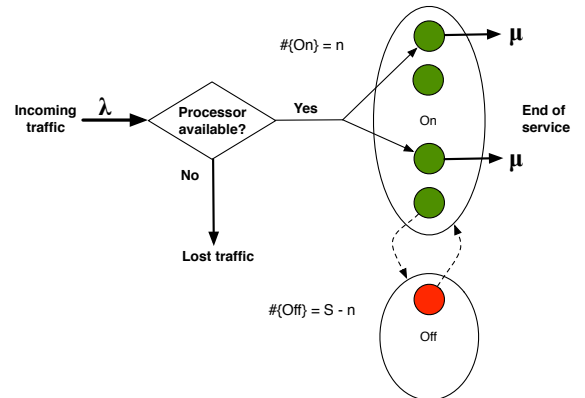 #{On} = n
μ
λ
Incoming
traffic
Processor
available?
Yes
On
End of
service
μ
No
Lost traffic
#{Off} = S - n
Off